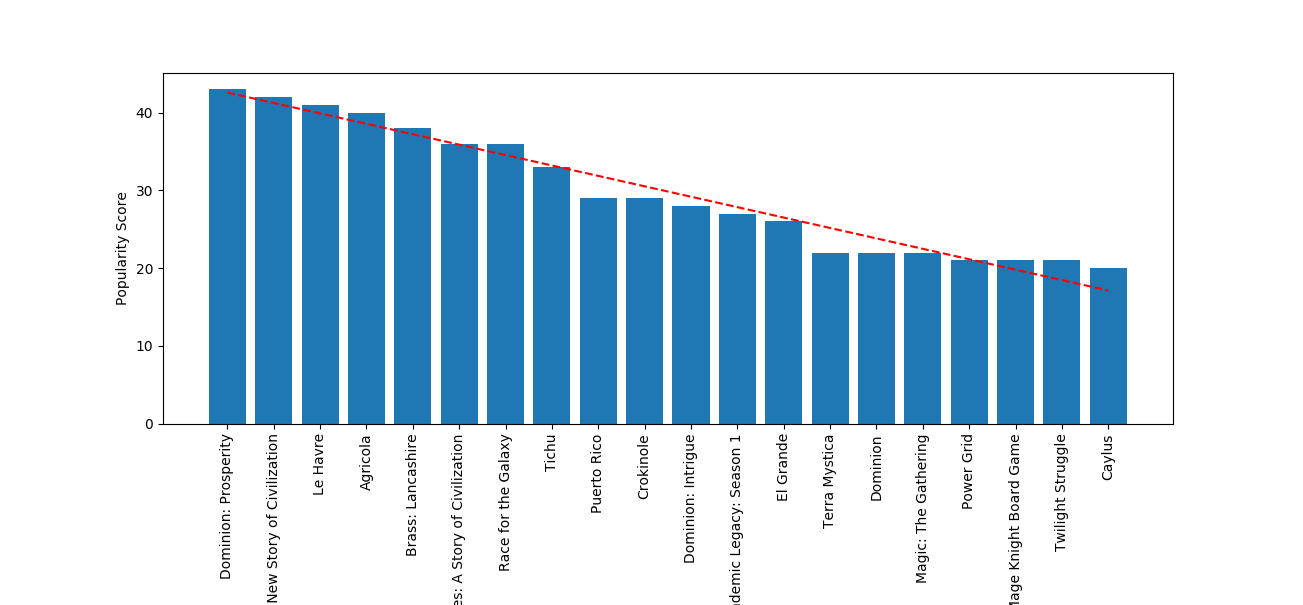 Popularity Score
40
30
20
10
0
Dominion: Prosperity
New Story of Civilization
Le Havre
Agricola
Brass: Lancashire
es: A Story of Civilization
Race for the Galaxy
Tichu
Puerto Rico
Crokinole
Dominion: Intrigue
ndemic Legacy: Season 1
El Grande
Terra Mystica
Dominion
Magic: The Gathering
Power Grid
Mage Knight Board Game
Twilight Struggle
Caylus